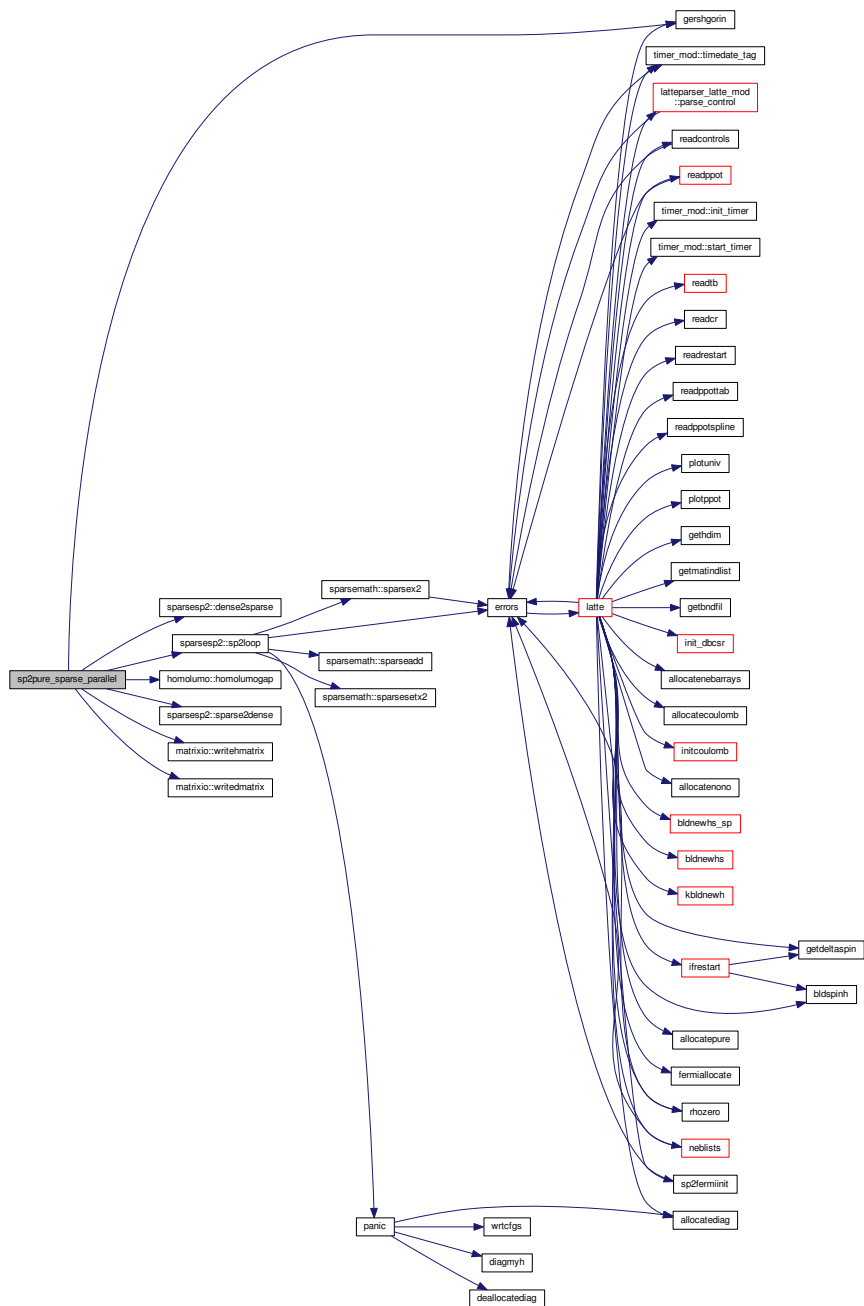 gershgorin
timer_mod::timedate_tag
latteparser_latte_mod
::parse_control
readcontrols
readppot
timer_mod::init_timer
timer_mod::start_timer
readtb
readcr
readrestart
readppottab
readppotspline
plotuniv
plotppot
gethdim
getmatindlist
sparsemath::sparsex2
sparsesp2::dense2sparse
errors
latte
getbndfil
sparsesp2::sp2loop
init_dbcsr
sparsemath::sparseadd
sp2pure_sparse_parallel
homolumo::homolumogap
allocatenebarrays
sparsemath::sparsesetx2
sparsesp2::sparse2dense
allocatecoulomb
matrixio::writehmatrix
initcoulomb
matrixio::writedmatrix
allocatenono
bldnewhs_sp
bldnewhs
kbldnewh
getdeltaspin
ifrestart
bldspinh
allocatepure
fermiallocate
rhozero
neblists
sp2fermiinit
allocatediag
panic
wrtcfgs
diagmyh
deallocatediag